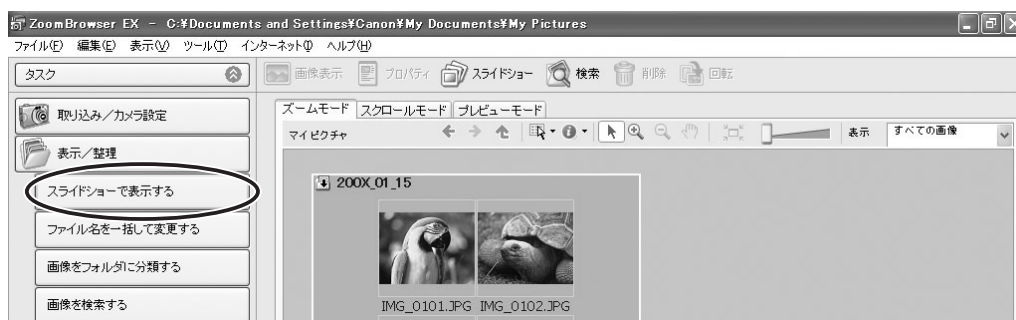 ZoomBrowser EX - C:¥Documents and Settings¥Canon¥My Documents¥My Pictures
ファイル(F) 編集(E) 表示(V) ツール(T) インターネット(I) ヘルプ(H)
タスク
画像表示 プロパティ スライドショー 検索 削除 回転
取り込み/カメラ設定
ズームモード スクロールモード プレビューモード
マイ ピクチャ 表示 すべての画像
表示/整理
スライドショーで表示する
200X_01_15
ファイル名を一括して変更する
画像をフォルダに分類する
画像を検索する
IMG_0101.JPG IMG_0102.JPG